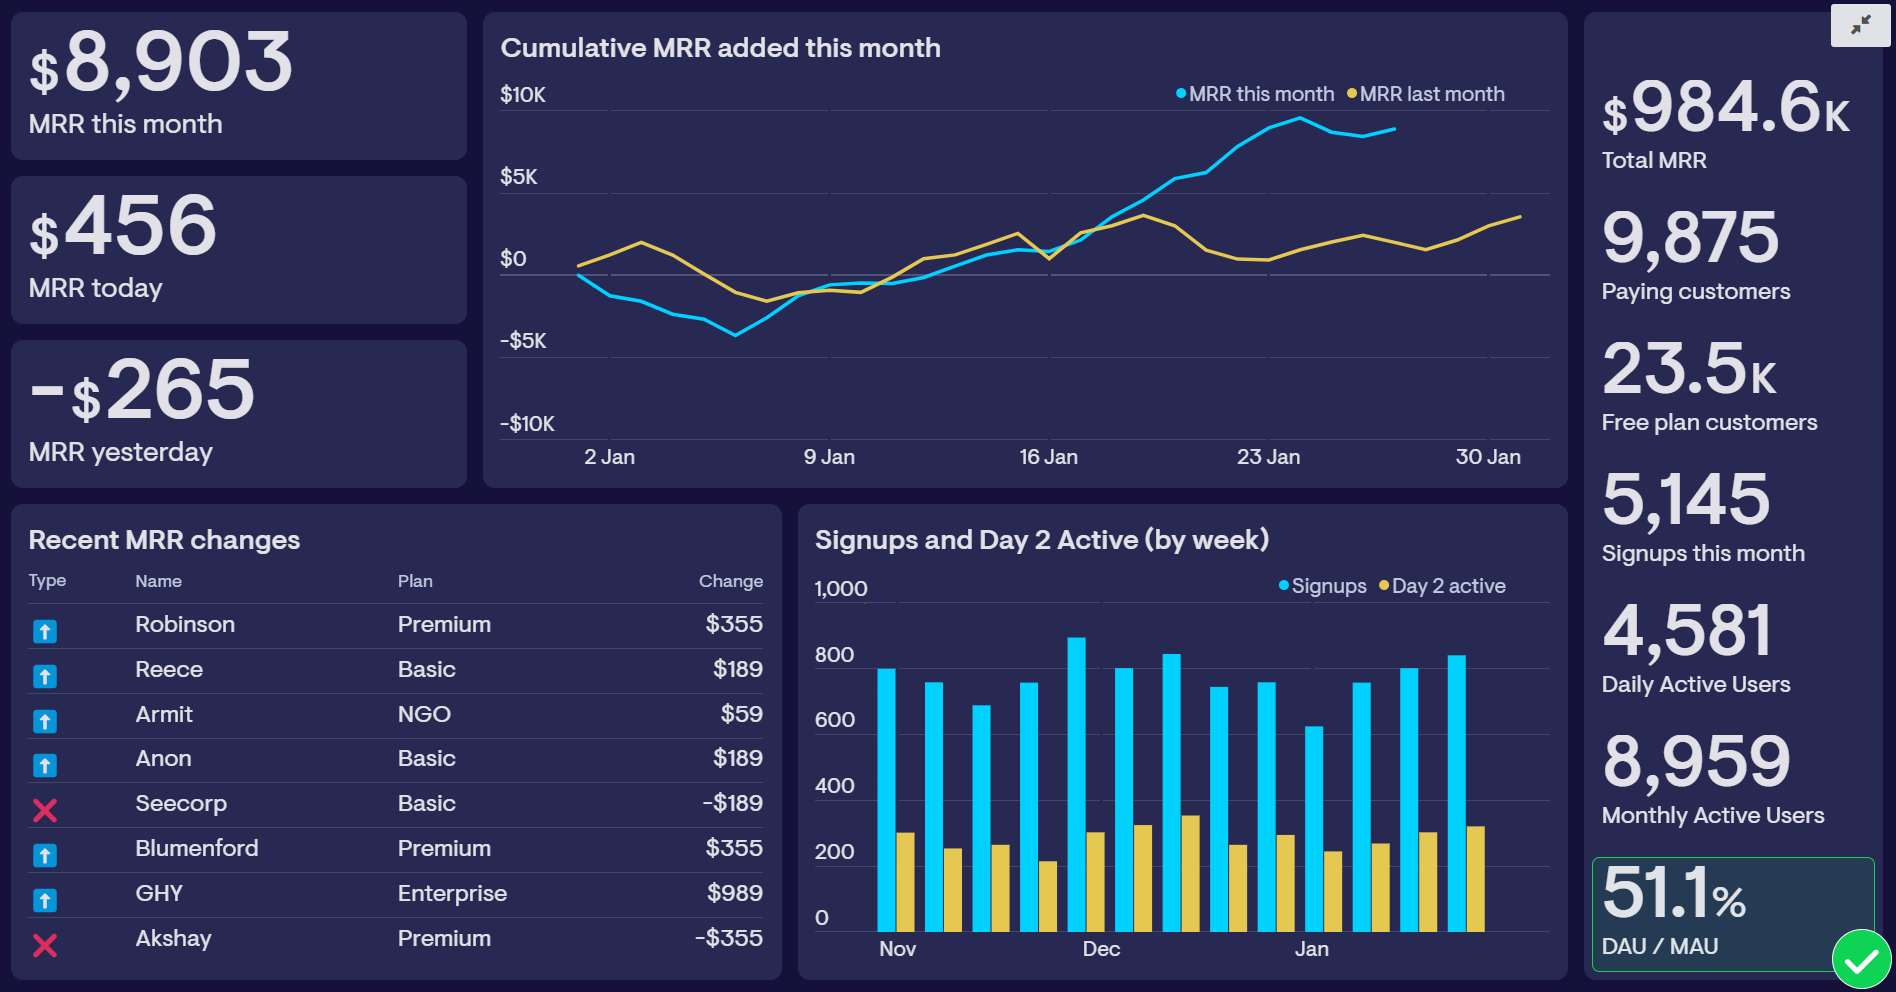 $8,903
MRR this month
$456
MRR today
-$265
MRR yesterday
Cumulative MRR added this month
MRR this month MRR last month
$10K
$5K
$0
-$5K
-$10K
2 Jan 9 Jan 16 Jan 23 Jan 30 Jan
Recent MRR changes
Type Name Plan Change
Robinson Premium $355
Reece Basic $189
Armit NGO $59
Anon Basic $189
Seecorp Basic -$189
Blumenford Premium $355
GHY Enterprise $989
Akshay Premium -$355
Signups and Day 2 Active (by week)
Signups Day 2 active
1,000
800
600
400
200
0
Nov Dec Jan
$984.6K
Total MRR
9,875
Paying customers
23.5K
Free plan customers
5,145
Signups this month
4,581
Daily Active Users
8,959
Monthly Active Users
51.1%
DAU / MAU